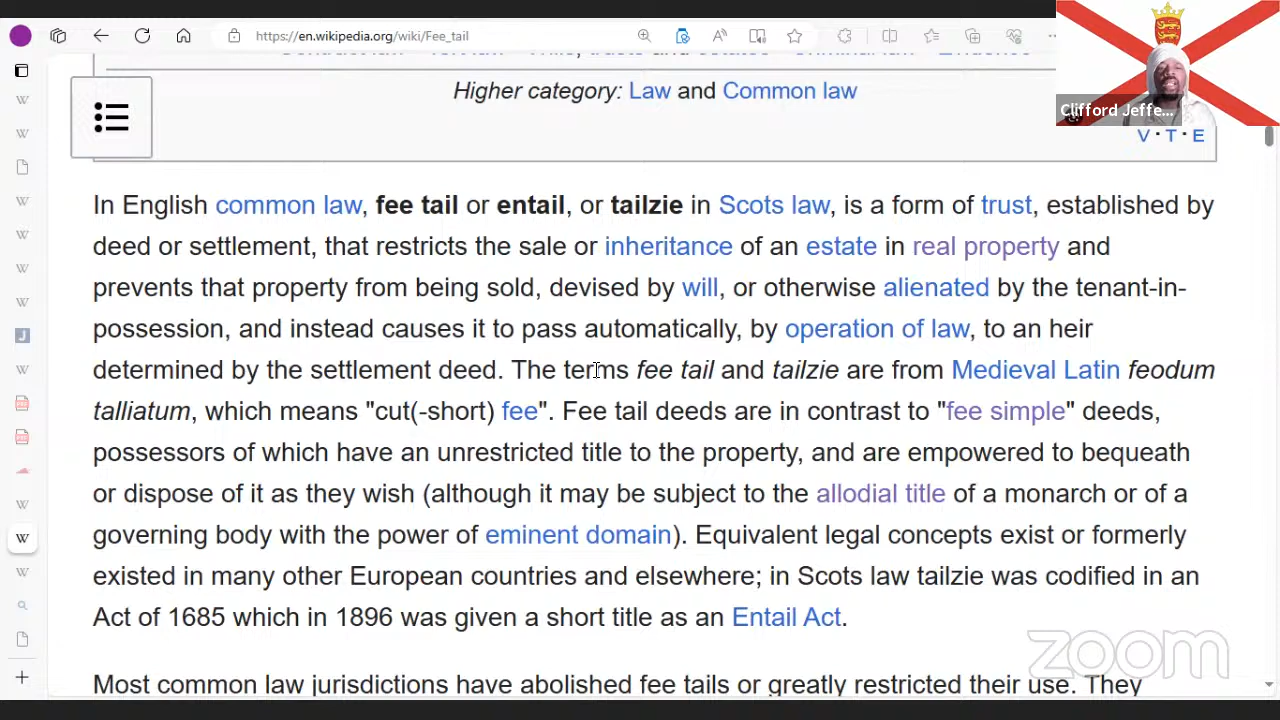 https://en.wikipedia.org/wiki/Fee_tail
Higher category: Law and Common law
Clifford Jeffe...
V · T · E
In English common law, fee tail or entail, or tailzie in Scots law, is a form of trust, established by
deed or settlement, that restricts the sale or inheritance of an estate in real property and
prevents that property from being sold, devised by will, or otherwise alienated by the tenant-in-
possession, and instead causes it to pass automatically, by operation of law, to an heir
determined by the settlement deed. The terms fee tail and tailzie are from Medieval Latin feodum
talliatum, which means "cut(-short) fee". Fee tail deeds are in contrast to "fee simple" deeds,
possessors of which have an unrestricted title to the property, and are empowered to bequeath
or dispose of it as they wish (although it may be subject to the allodial title of a monarch or of a
governing body with the power of eminent domain). Equivalent legal concepts exist or formerly
existed in many other European countries and elsewhere; in Scots law tailzie was codified in an
Act of 1685 which in 1896 was given a short title as an Entail Act.
zoom
Most common law jurisdictions have abolished fee tails or greatly restricted their use. They